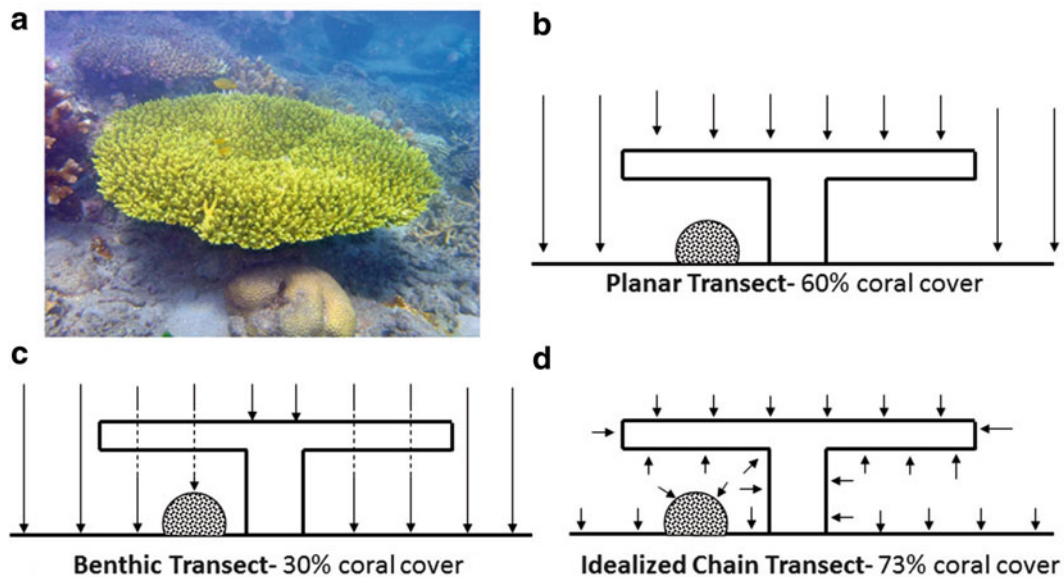 a
b
Planar Transect- 60% coral cover
c
Benthic Transect- 30% coral cover
d
Idealized Chain Transect- 73% coral cover